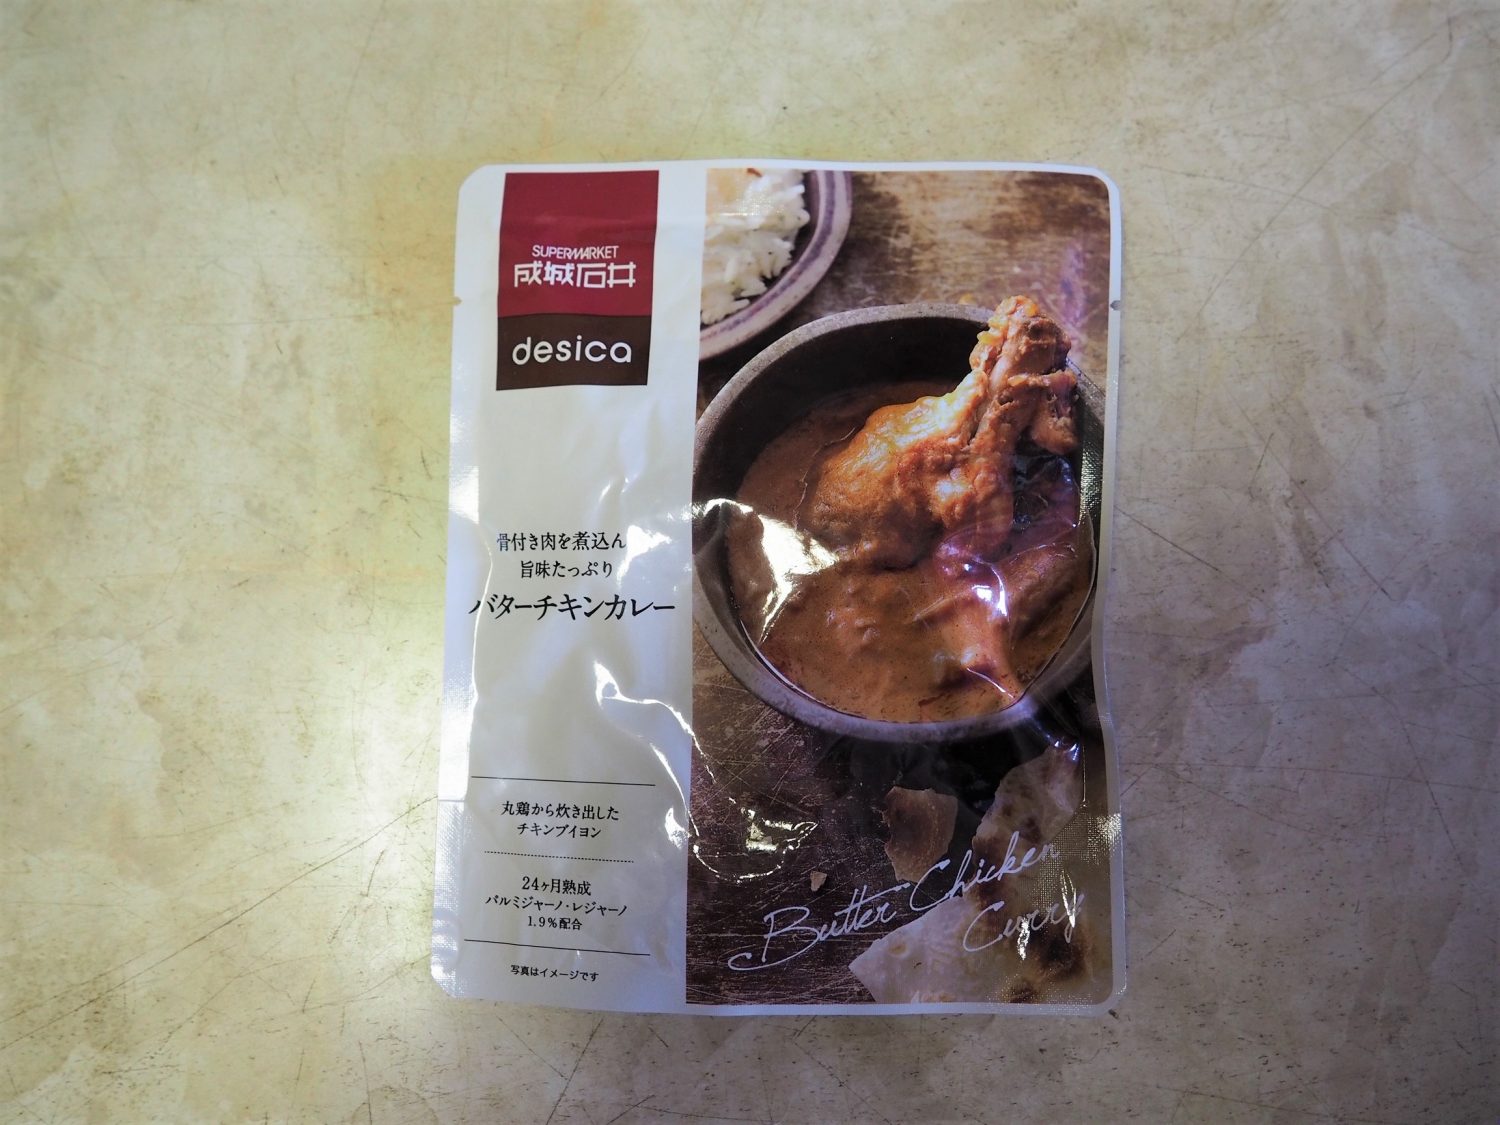 SUPERMARKET
成城石井
desica
骨付き肉を煮込ん
旨味たっぷり
バターチキンカレー
丸鶏から炊き出した
チキンブイヨン
24ヶ月熟成
パルミジャーノ・レジャーノ
1.9%配合
写真はイメージです
Butter Chicken
Curry